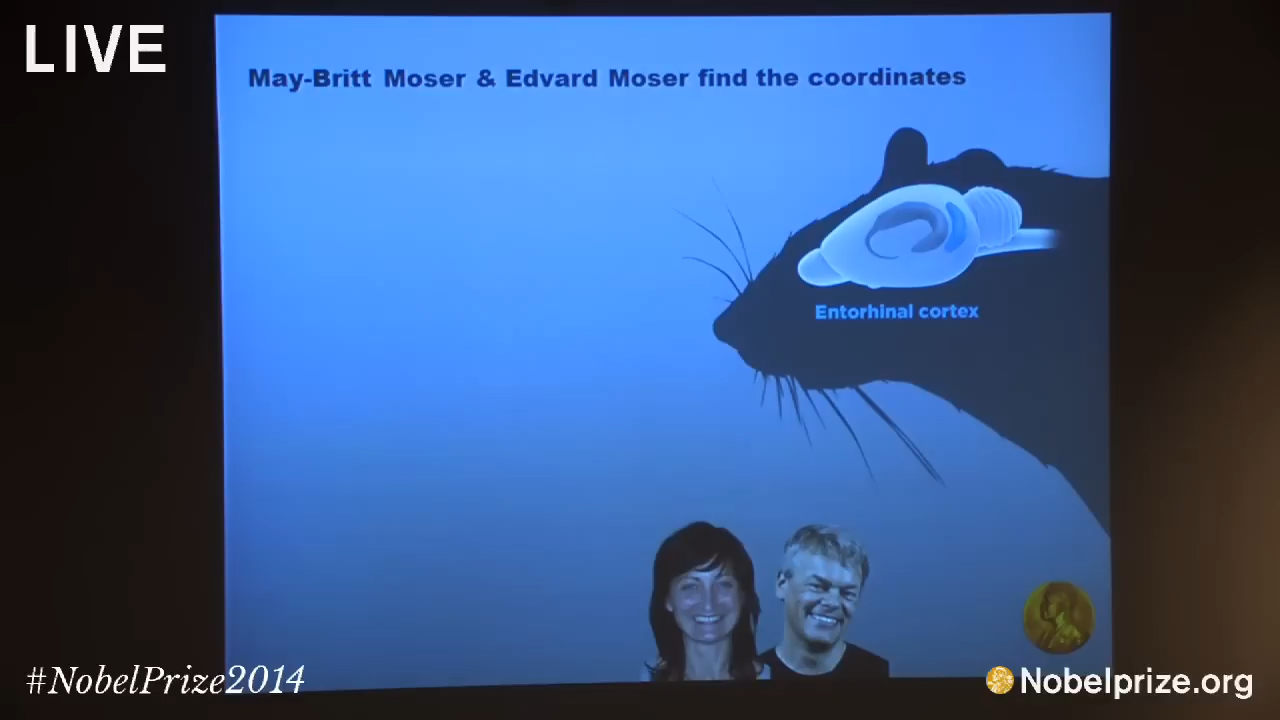 LIVE
May-Britt Moser & Edvard Moser find the coordinates
Entorhinal cortex
#NobelPrize2014
Nobelprize.org